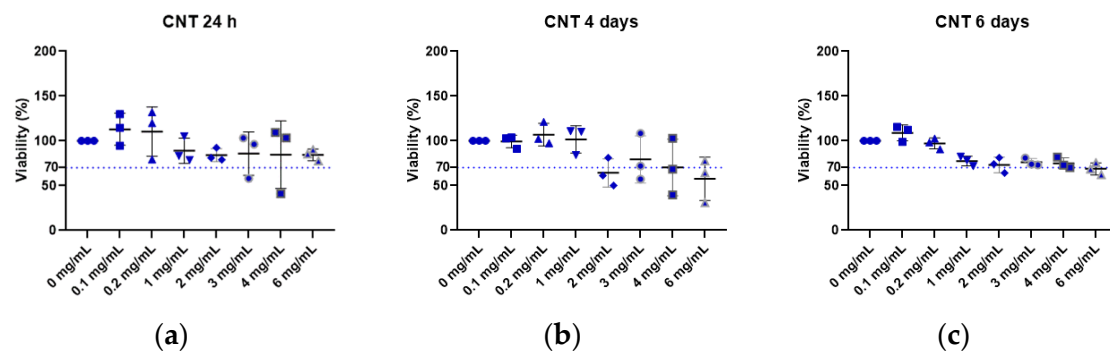 CNT 24 h
Viability (%)
200
150
100
70
50
0
0 mg/mL
0.1 mg/mL
0.2 mg/mL
1 mg/mL
2 mg/mL
3 mg/mL
4 mg/mL
6 mg/mL
(a)
CNT 4 days
Viability (%)
200
150
100
70
50
0
0 mg/mL
0.1 mg/mL
0.2 mg/mL
1 mg/mL
2 mg/mL
3 mg/mL
4 mg/mL
6 mg/mL
(b)
CNT 6 days
Viability (%)
200
150
100
70
50
0
0 mg/mL
0.1 mg/mL
0.2 mg/mL
1 mg/mL
2 mg/mL
3 mg/mL
4 mg/mL
6 mg/mL
(c)